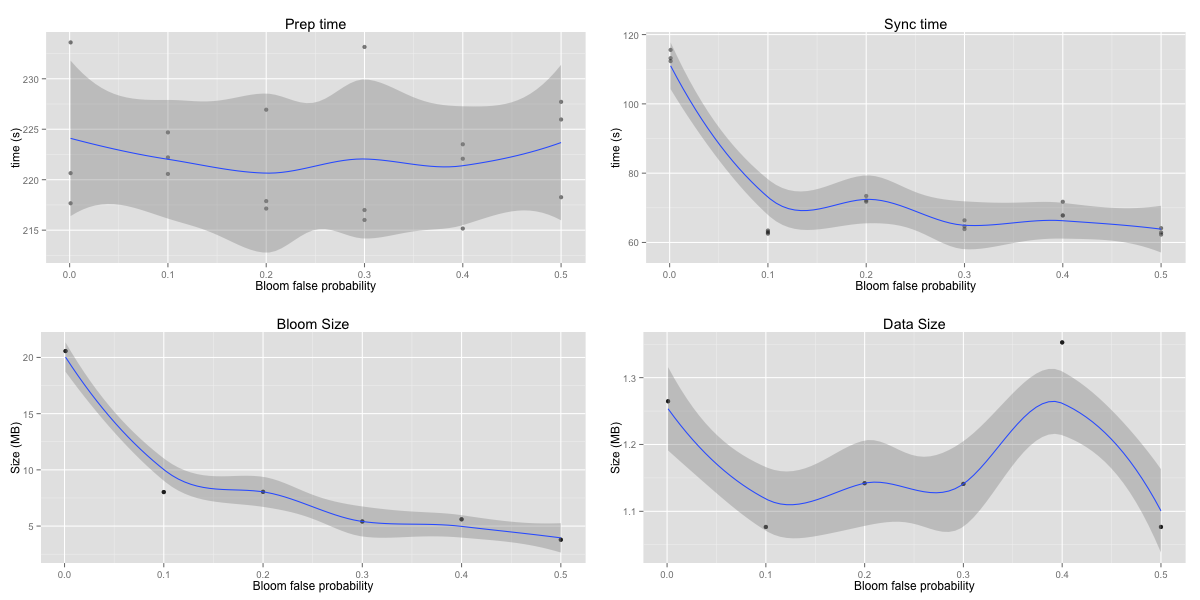 Prep time
time (s)
230
225
220
215
0.0 0.1 0.2 0.3 0.4 0.5
Bloom false probability
Sync time
time (s)
120
100
80
60
0.0 0.1 0.2 0.3 0.4 0.5
Bloom false probability
Bloom Size
Size (MB)
20
15
10
5
0.0 0.1 0.2 0.3 0.4 0.5
Bloom false probability
Data Size
Size (MB)
1.3
1.2
1.1
0.0 0.1 0.2 0.3 0.4 0.5
Bloom false probability